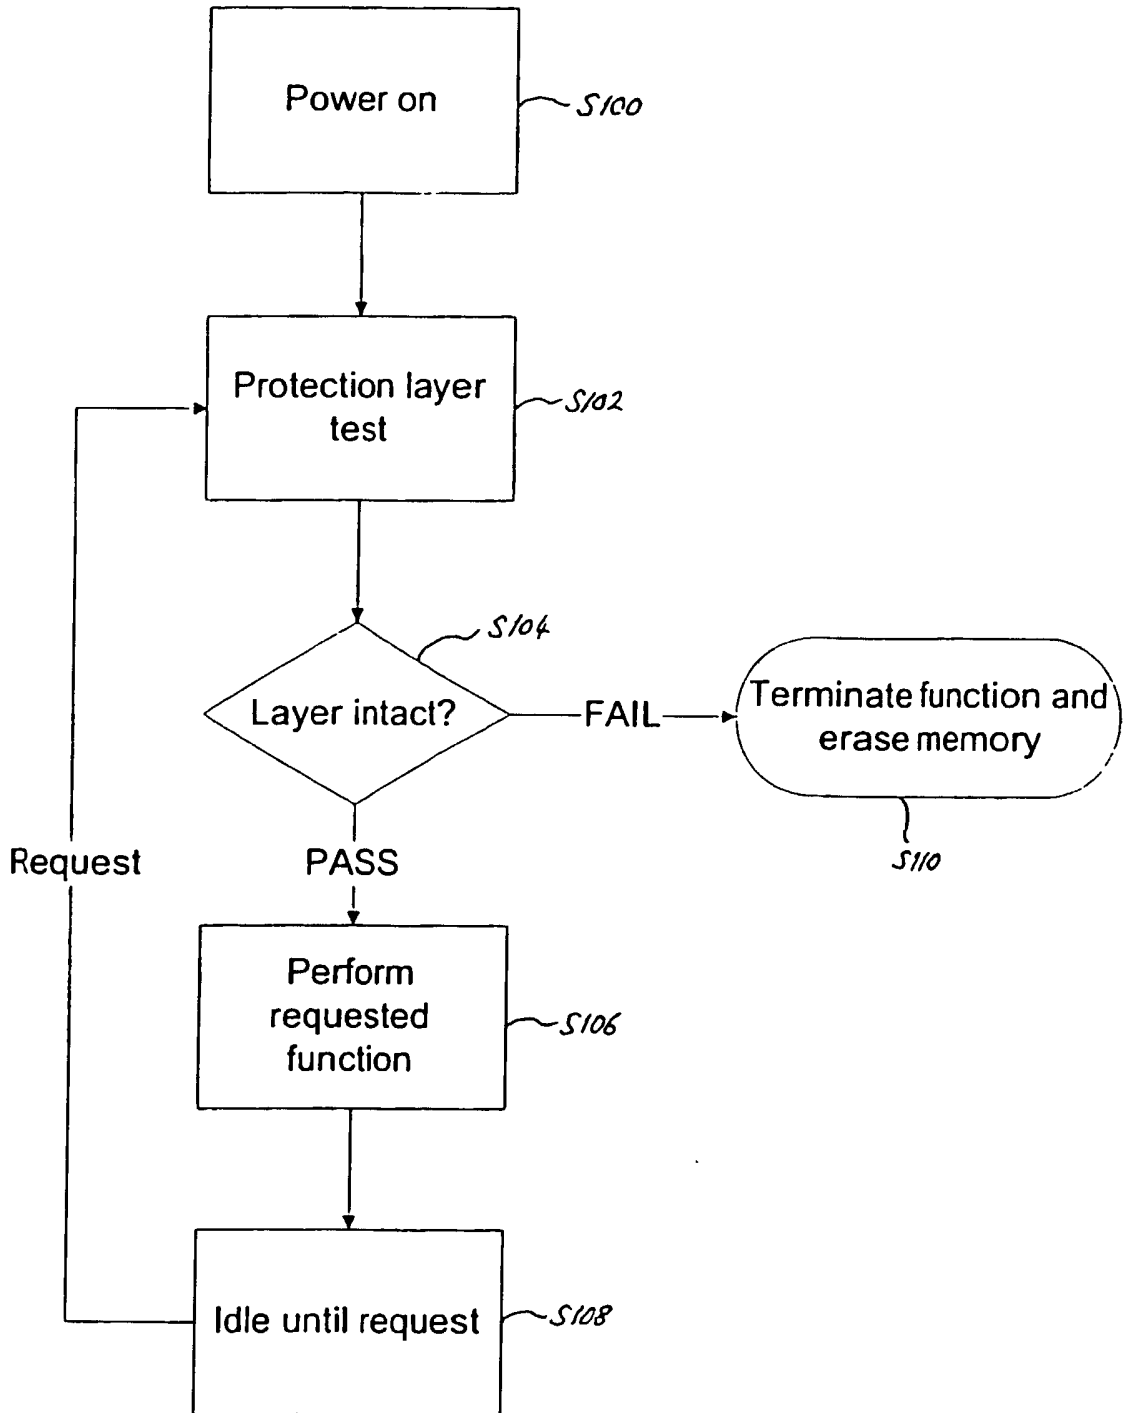 Power on
S100
Protection layer
test
S102
S104
Layer intact?
FAIL
Terminate function and
erase memory
S110
Request
PASS
Perform
requested
function
S106
Idle until request
S108